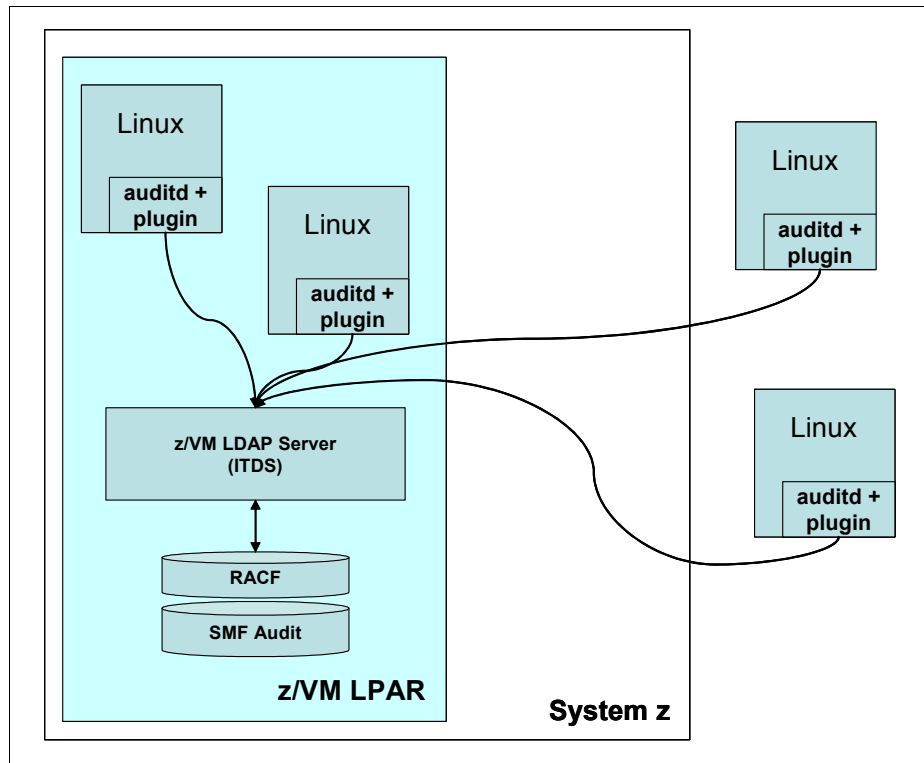 Linux
auditd +
plugin
Linux
auditd +
plugin
Linux
auditd +
plugin
Linux
auditd +
plugin
z/VM LDAP Server
(ITDS)
RACF
SMF Audit
z/VM LPAR
System z